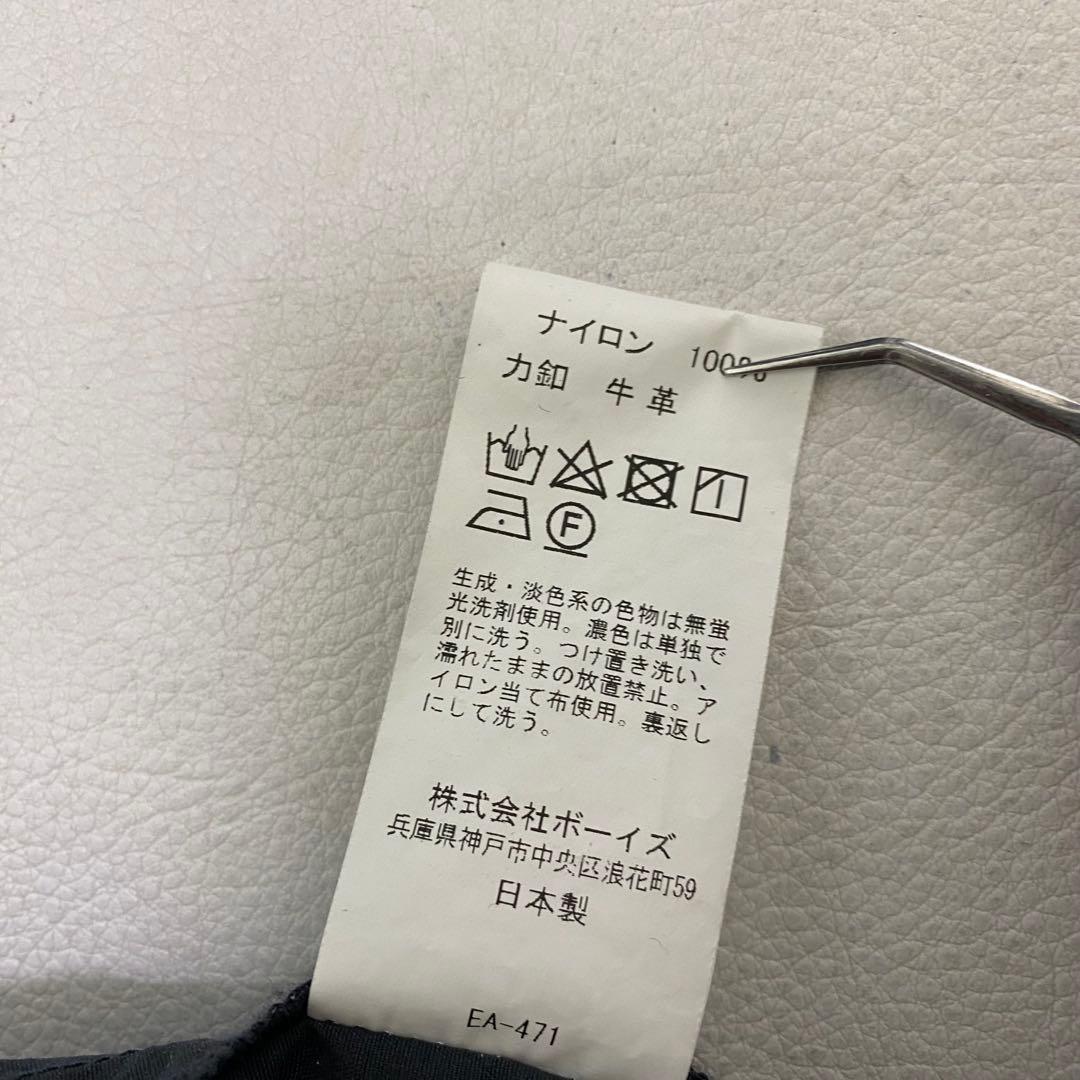 ナイロン 100%
力釦 牛革
F
生成・淡色系の色物は無蛍
光洗剤使用。濃色は単独で
別に洗う。つけ置き洗い、
濡れたままの放置禁止。ア
イロン当て布使用。裏返し
にして洗う。
株式会社ボーイズ
兵庫県神戸市中央区浪花町59
日本製
EA-471